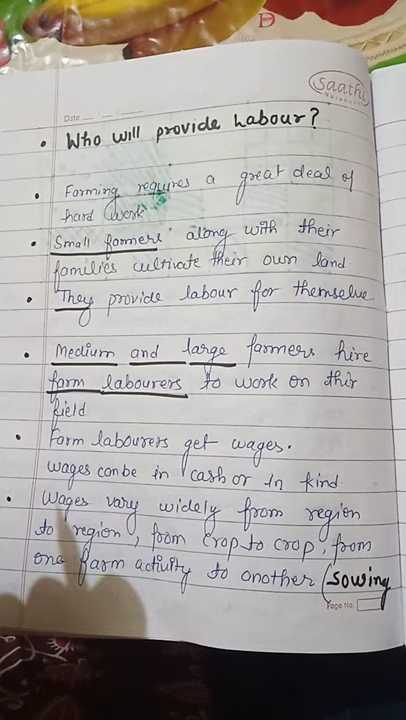 Saathi
Notebooks
Date
• Who will provide Labour?
• Farming requires a great deal of
hard work
• Small farmers along with their
families cultivate their own land
• They provide labour for themselve
• Medium and large farmers hire
farm labourers to work on thir
field
• Farm labourers get wages.
wages can be in cash or in kind
• Wages vary widely from region
to region, from crop to crop, from
one farm activity to another (sowing
Page No.